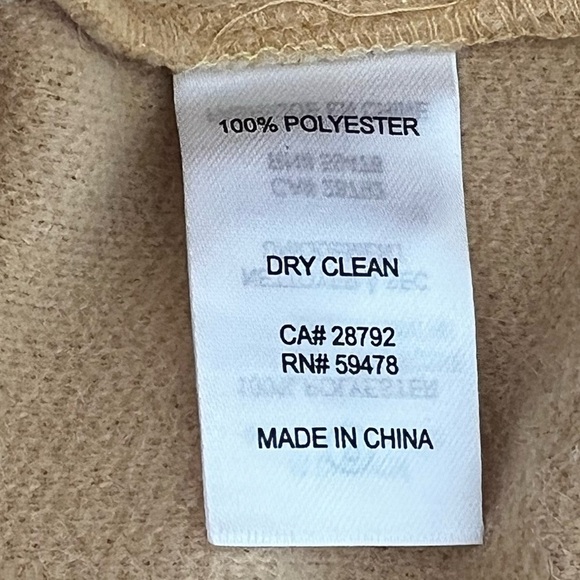 100% POLYESTER
DRY CLEAN
CA# 28792
RN# 59478
MADE IN CHINA